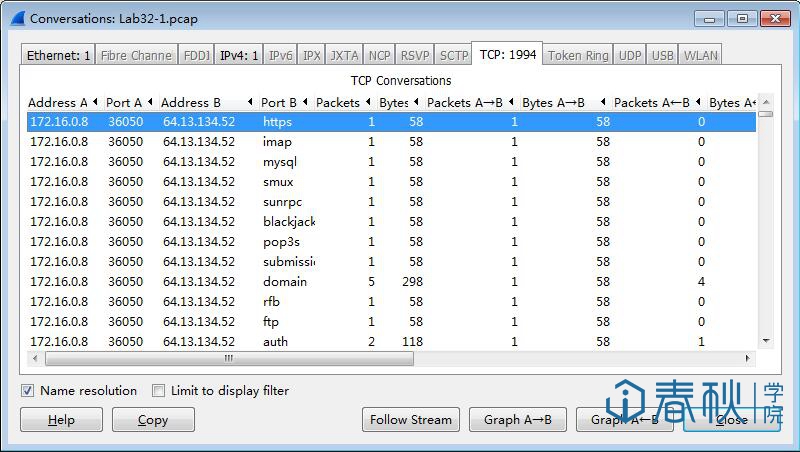 Conversations: Lab32-1.pcap
Ethernet: 1 Fibre Channe FDDI IPv4: 1 IPv6 IPX JXTA NCP RSVP SCTP TCP: 1994 Token Ring UDP USB WLAN
TCP Conversations
Address A Port A Address B Port B Packets Bytes Packets A→B Bytes A→B Packets A←B Bytes A←
172.16.0.8 36050 64.13.134.52 https 1 58 1 58 0
172.16.0.8 36050 64.13.134.52 imap 1 58 1 58 0
172.16.0.8 36050 64.13.134.52 mysql 1 58 1 58 0
172.16.0.8 36050 64.13.134.52 smux 1 58 1 58 0
172.16.0.8 36050 64.13.134.52 sunrpc 1 58 1 58 0
172.16.0.8 36050 64.13.134.52 blackjack 1 58 1 58 0
172.16.0.8 36050 64.13.134.52 pop3s 1 58 1 58 0
172.16.0.8 36050 64.13.134.52 submissi 1 58 1 58 0
172.16.0.8 36050 64.13.134.52 domain 5 298 1 58 4
172.16.0.8 36050 64.13.134.52 rfb 1 58 1 58 0
172.16.0.8 36050 64.13.134.52 ftp 1 58 1 58 0
172.16.0.8 36050 64.13.134.52 auth 2 118 1 58 1
Name resolution Limit to display filter
Help Copy Follow Stream Graph A→B Graph A←B Close
春秋学院